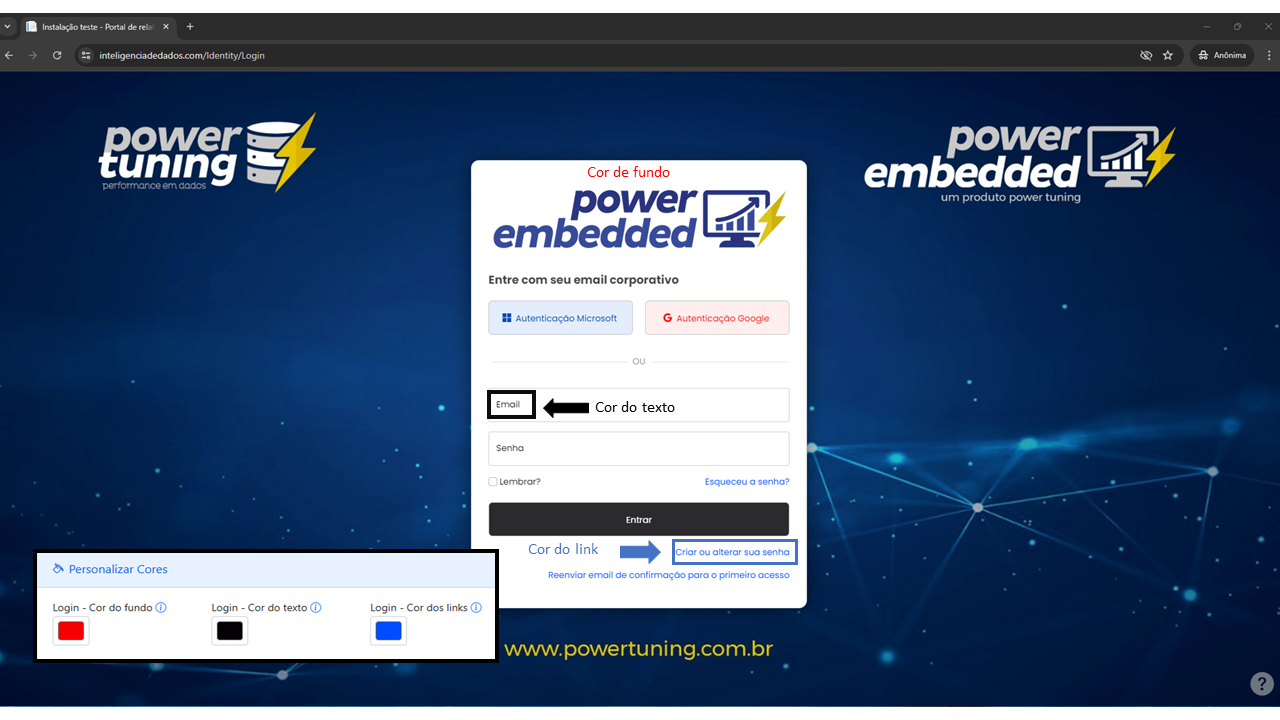 Instalação teste - Portal de rela
inteligenciadedados.com/Identity/Login
Anônima
power
tuning
performance em dados
power
embedded
um produto power tuning
Cor de fundo
power
embedded
Entre com seu email corporativo
Autenticação Microsoft
Autenticação Google
OU
Email
Cor do texto
Senha
Lembrar?
Esqueceu a senha?
Entrar
Cor do link
Criar ou alterar sua senha
Reenviar email de confirmação para o primeiro acesso
Personalizar Cores
Login - Cor do fundo
Login - Cor do texto
Login - Cor dos links
www.powertuning.com.br
?